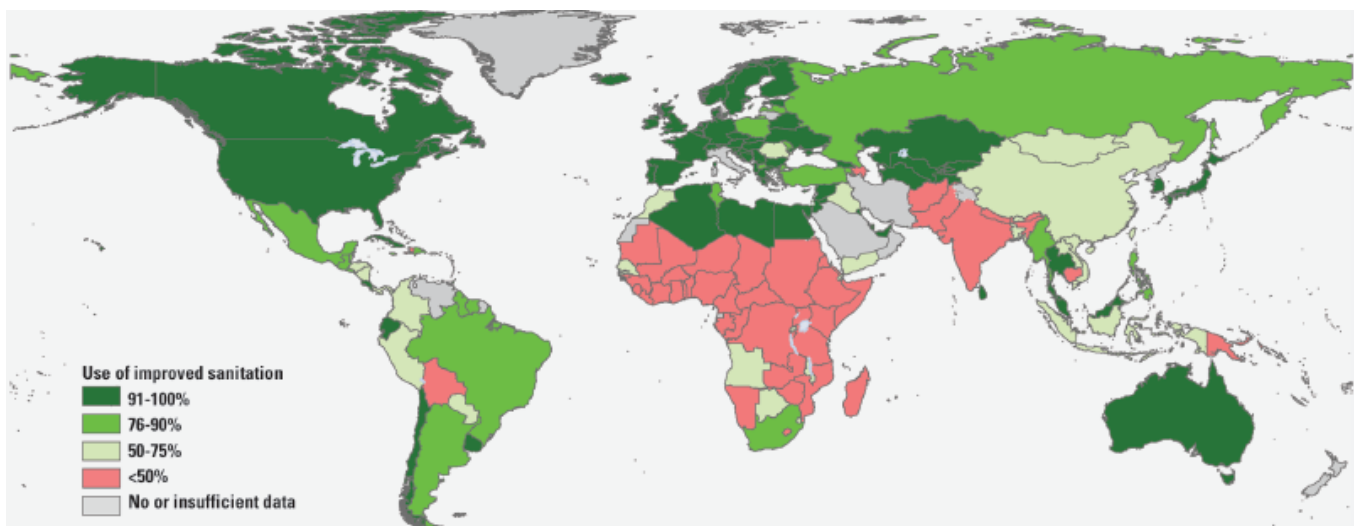 Use of improved sanitation
91-100%
76-90%
50-75%
<50%
No or insufficient data